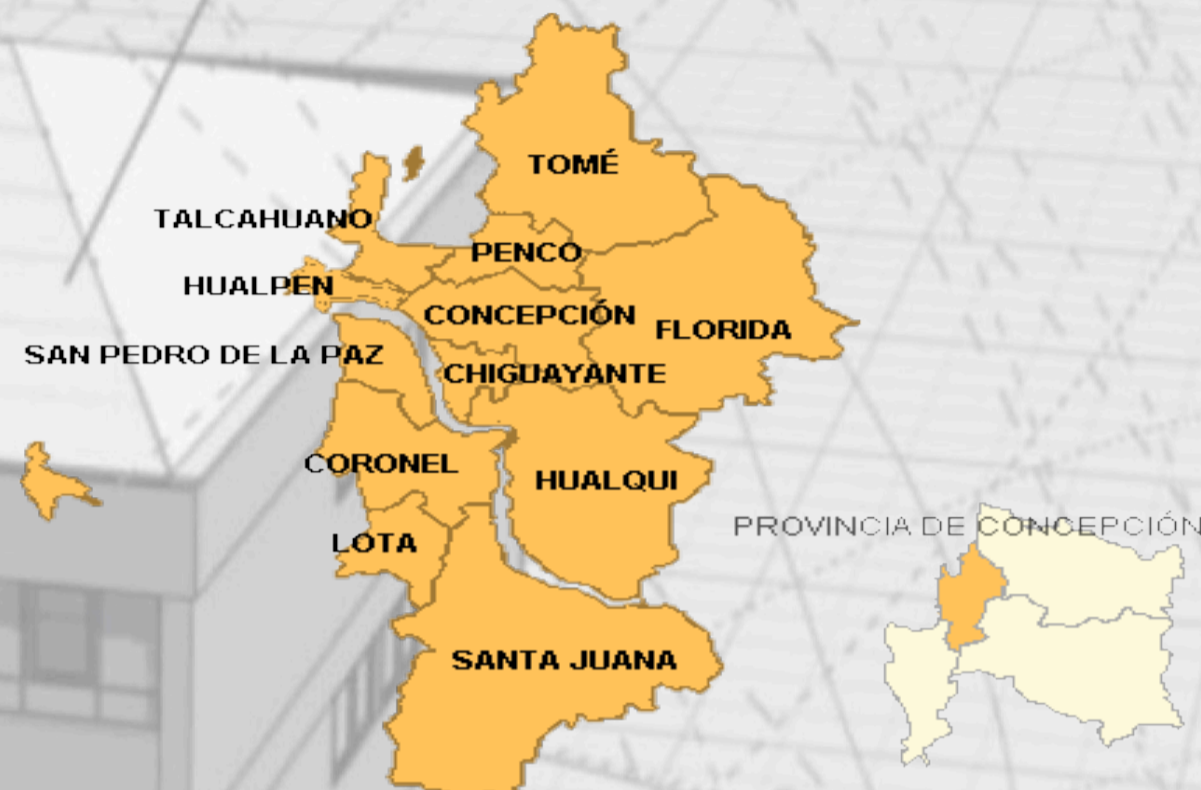 TOMÉ
TALCAHUANO
PENCO
HUALPEN
CONCEPCIÓN
FLORIDA
SAN PEDRO DE LA PAZ
CHIGUAYANTE
CORONEL
HUALQUI
PROVINCIA DE CONCEPCIÓN
LOTA
SANTA JUANA